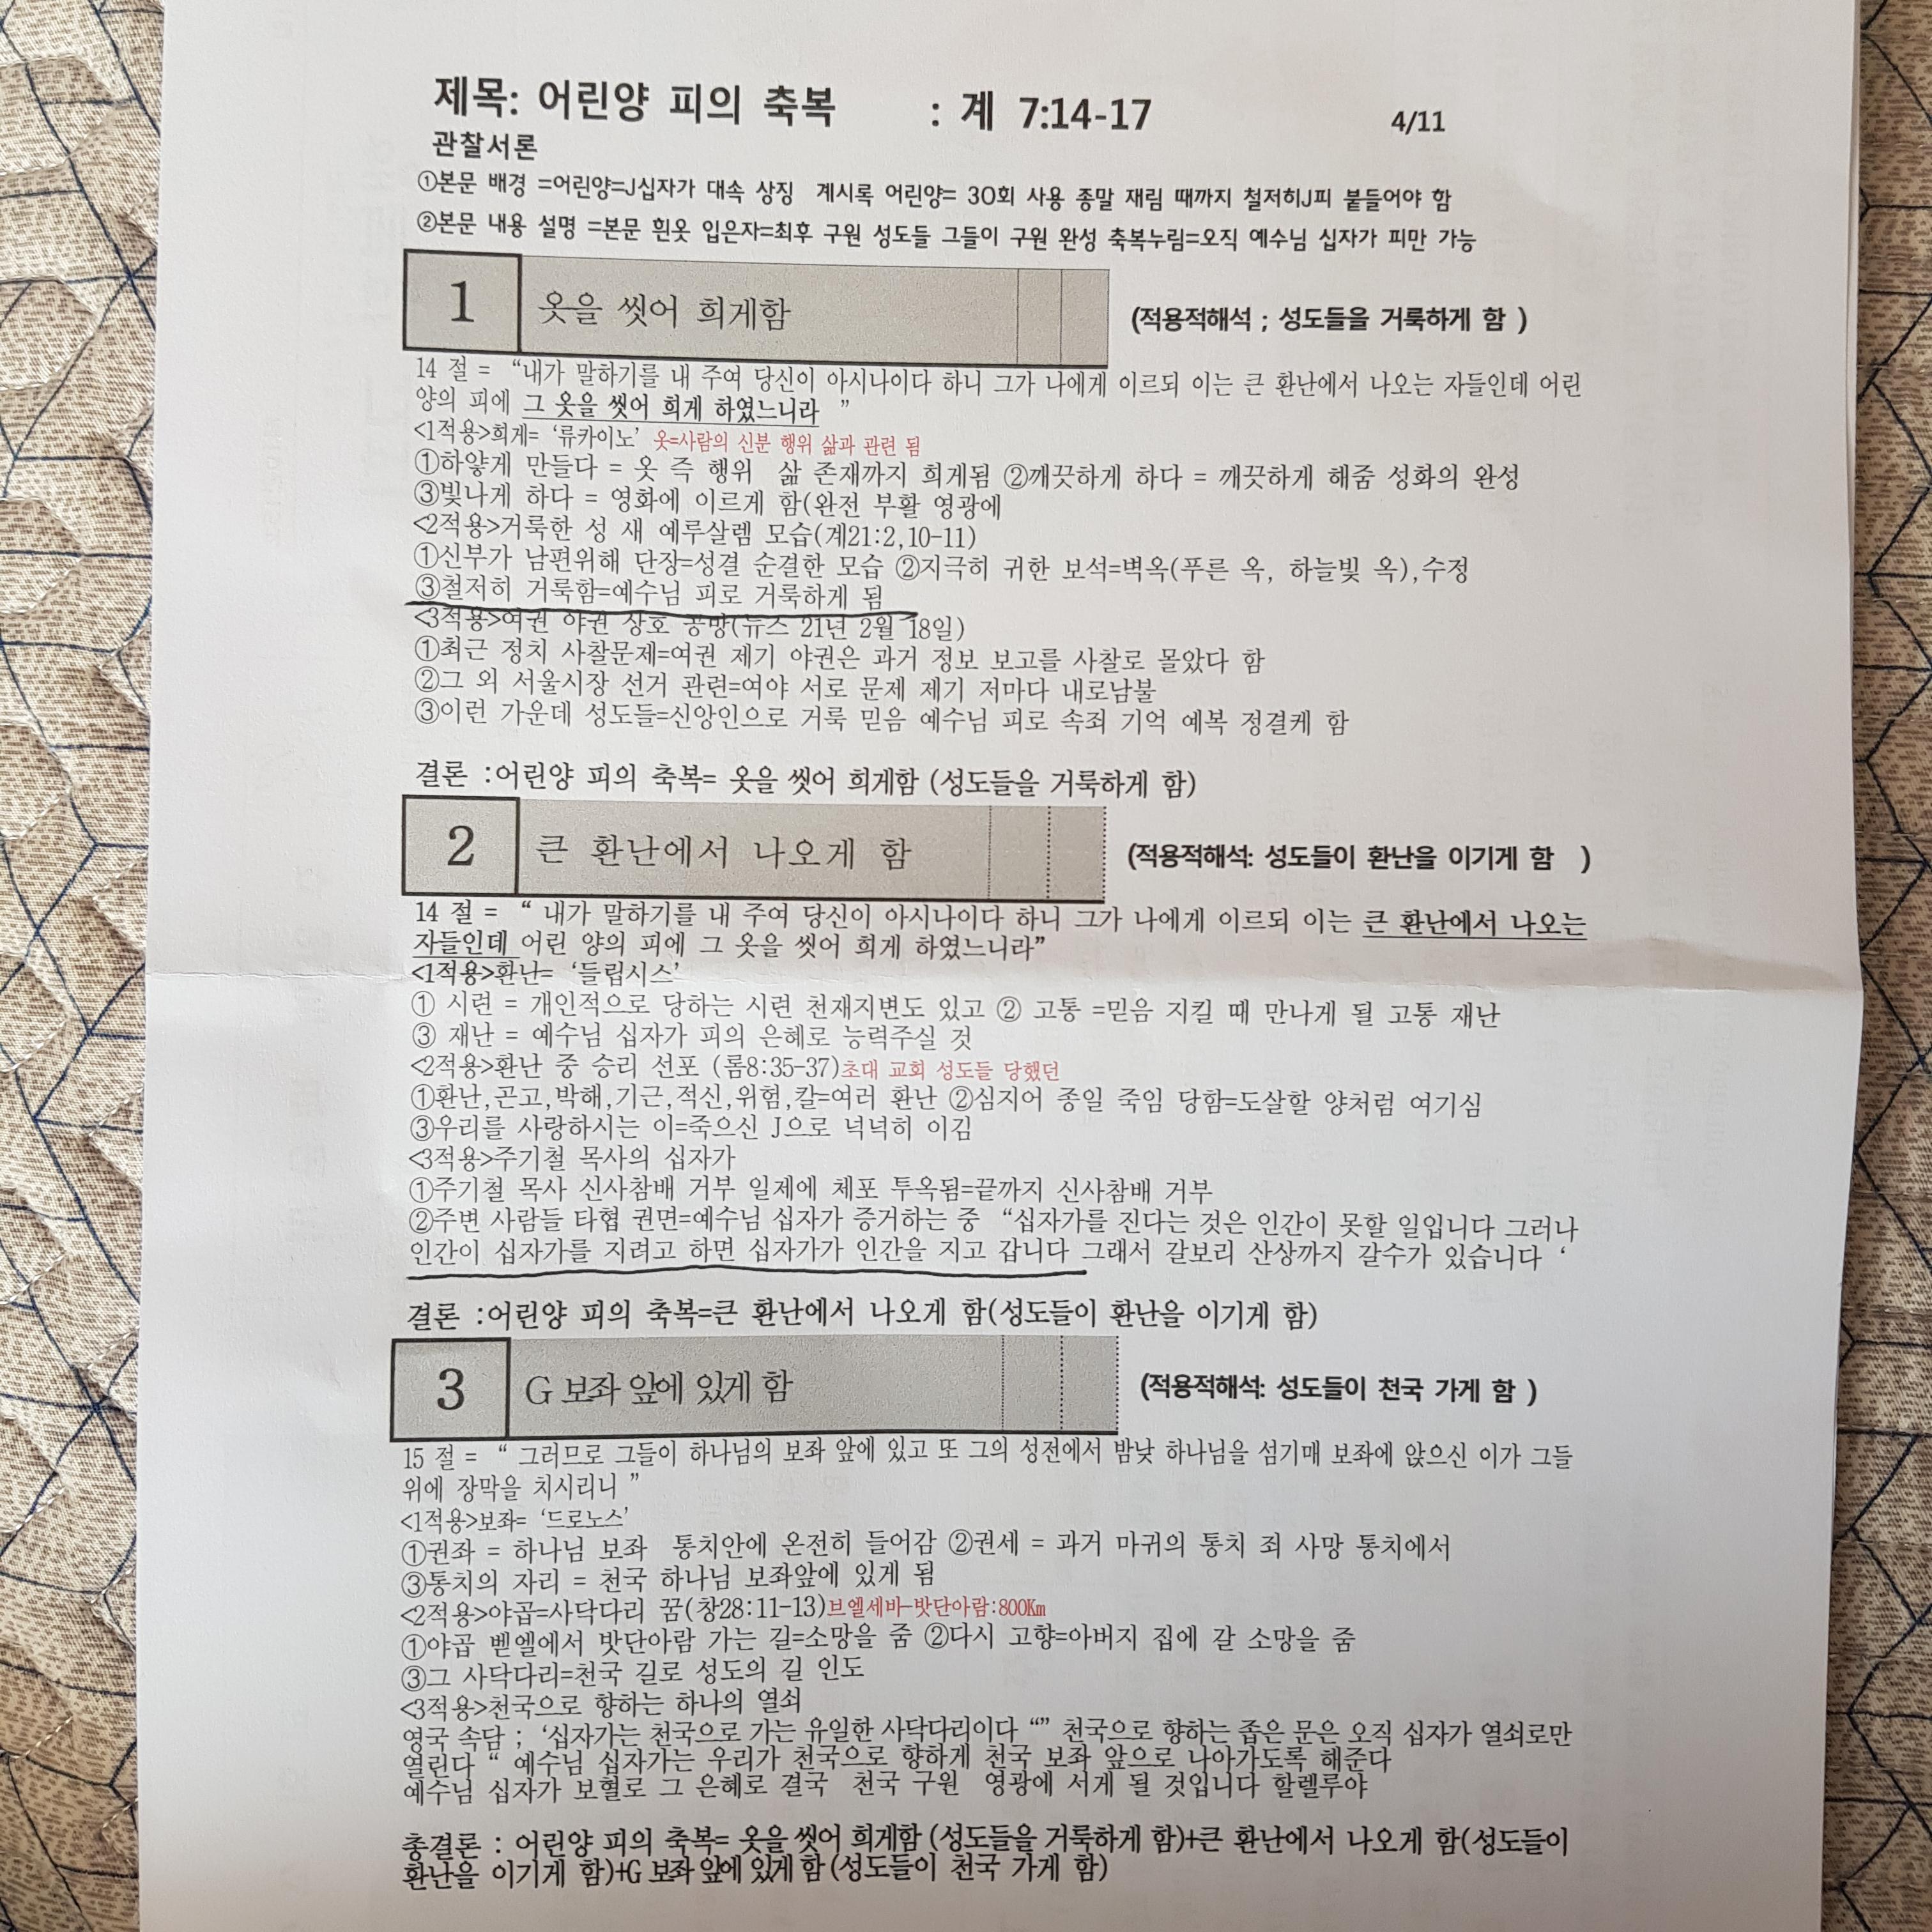 제목: 어린양 피의 축복 : 계 7:14-17 4/11
관찰서론
①본문 배경 =어린양=J십자가 대속 상징 계시록 어린양= 30회 사용 종말 재림 때까지 철저히J피 붙들어야 함
②본문 내용 설명 =본문 흰옷 입은자=최후 구원 성도들 그들이 구원 완성 축복누림=오직 예수님 십자가 피만 가능
1 옷을 씻어 희게함 (적용적해석 ; 성도들을 거룩하게 함 )
14 절 = “내가 말하기를 내 주여 당신이 아시나이다 하니 그가 나에게 이르되 이는 큰 환난에서 나오는 자들인데 어린
양의 피에 그 옷을 씻어 희게 하였느니라 ”
<1적용>희게= ‘류카이노’ 옷=사람의 신분 행위 삶과 관련 됨
①하얗게 만들다 = 옷 즉 행위 삶 존재까지 희게됨 ②깨끗하게 하다 = 깨끗하게 해줌 성화의 완성
③빛나게 하다 = 영화에 이르게 함(완전 부활 영광에
<2적용>거룩한 성 새 예루살렘 모습(계21:2,10-11)
①신부가 남편위해 단장=성결 순결한 모습 ②지극히 귀한 보석=벽옥(푸른 옥, 하늘빛 옥),수정
③철저히 거룩함=예수님 피로 거룩하게 됨
<3적용>여권 야권 상호 공방(뉴스 21년 2월 18일)
①최근 정치 사찰문제=여권 제기 야권은 과거 정보 보고를 사찰로 몰았다 함
②그 외 서울시장 선거 관련=여야 서로 문제 제기 저마다 내로남불
③이런 가운데 성도들=신앙인으로 거룩 믿음 예수님 피로 속죄 기억 예복 정결케 함
결론 :어린양 피의 축복= 옷을 씻어 희게함 (성도들을 거룩하게 함)
2 큰 환난에서 나오게 함 (적용적해석: 성도들이 환난을 이기게 함 )
14 절 = “ 내가 말하기를 내 주여 당신이 아시나이다 하니 그가 나에게 이르되 이는 큰 환난에서 나오는
자들인데 어린 양의 피에 그 옷을 씻어 희게 하였느니라”
<1적용>환난= ‘들립시스’
① 시련 = 개인적으로 당하는 시련 천재지변도 있고 ② 고통 =믿음 지킬 때 만나게 될 고통 재난
③ 재난 = 예수님 십자가 피의 은혜로 능력주실 것
<2적용>환난 중 승리 선포 (롬8:35-37)초대 교회 성도들 당했던
①환난,곤고,박해,기근,적신,위험,칼=여러 환난 ②심지어 종일 죽임 당함=도살할 양처럼 여기심
③우리를 사랑하시는 이=죽으신 J으로 넉넉히 이김
<3적용>주기철 목사의 십자가
①주기철 목사 신사참배 거부 일제에 체포 투옥됨=끝까지 신사참배 거부
②주변 사람들 타협 권면=예수님 십자가 증거하는 중 “십자가를 진다는 것은 인간이 못할 일입니다 그러나
인간이 십자가를 지려고 하면 십자가가 인간을 지고 갑니다 그래서 갈보리 산상까지 갈수가 있습니다 ‘
결론 :어린양 피의 축복=큰 환난에서 나오게 함(성도들이 환난을 이기게 함)
3 G 보좌 앞에 있게 함 (적용적해석: 성도들이 천국 가게 함 )
15 절 = “ 그러므로 그들이 하나님의 보좌 앞에 있고 또 그의 성전에서 밤낮 하나님을 섬기매 보좌에 앉으신 이가 그들
위에 장막을 치시리니 ”
<1적용>보좌= ‘드로노스’
①권좌 = 하나님 보좌 통치안에 온전히 들어감 ②권세 = 과거 마귀의 통치 죄 사망 통치에서
③통치의 자리 = 천국 하나님 보좌앞에 있게 됨
<2적용>야곱=사닥다리 꿈(창28:11-13)브엘세바-밧단아람:800Km
①야곱 벧엘에서 밧단아람 가는 길=소망을 줌 ②다시 고향=아버지 집에 갈 소망을 줌
③그 사닥다리=천국 길로 성도의 길 인도
<3적용>천국으로 향하는 하나의 열쇠
영국 속담 ; ‘십자가는 천국으로 가는 유일한 사닥다리이다 “” 천국으로 향하는 좁은 문은 오직 십자가 열쇠로만
열린다 “ 예수님 십자가는 우리가 천국으로 향하게 천국 보좌 앞으로 나아가도록 해준다
예수님 십자가 보혈로 그 은혜로 결국 천국 구원 영광에 서게 될 것입니다 할렐루야
총결론 : 어린양 피의 축복= 옷을 씻어 희게함 (성도들을 거룩하게 함)+큰 환난에서 나오게 함(성도들이
환난을 이기게 함)+G 보좌 앞에 있게 함 (성도들이 천국 가게 함)